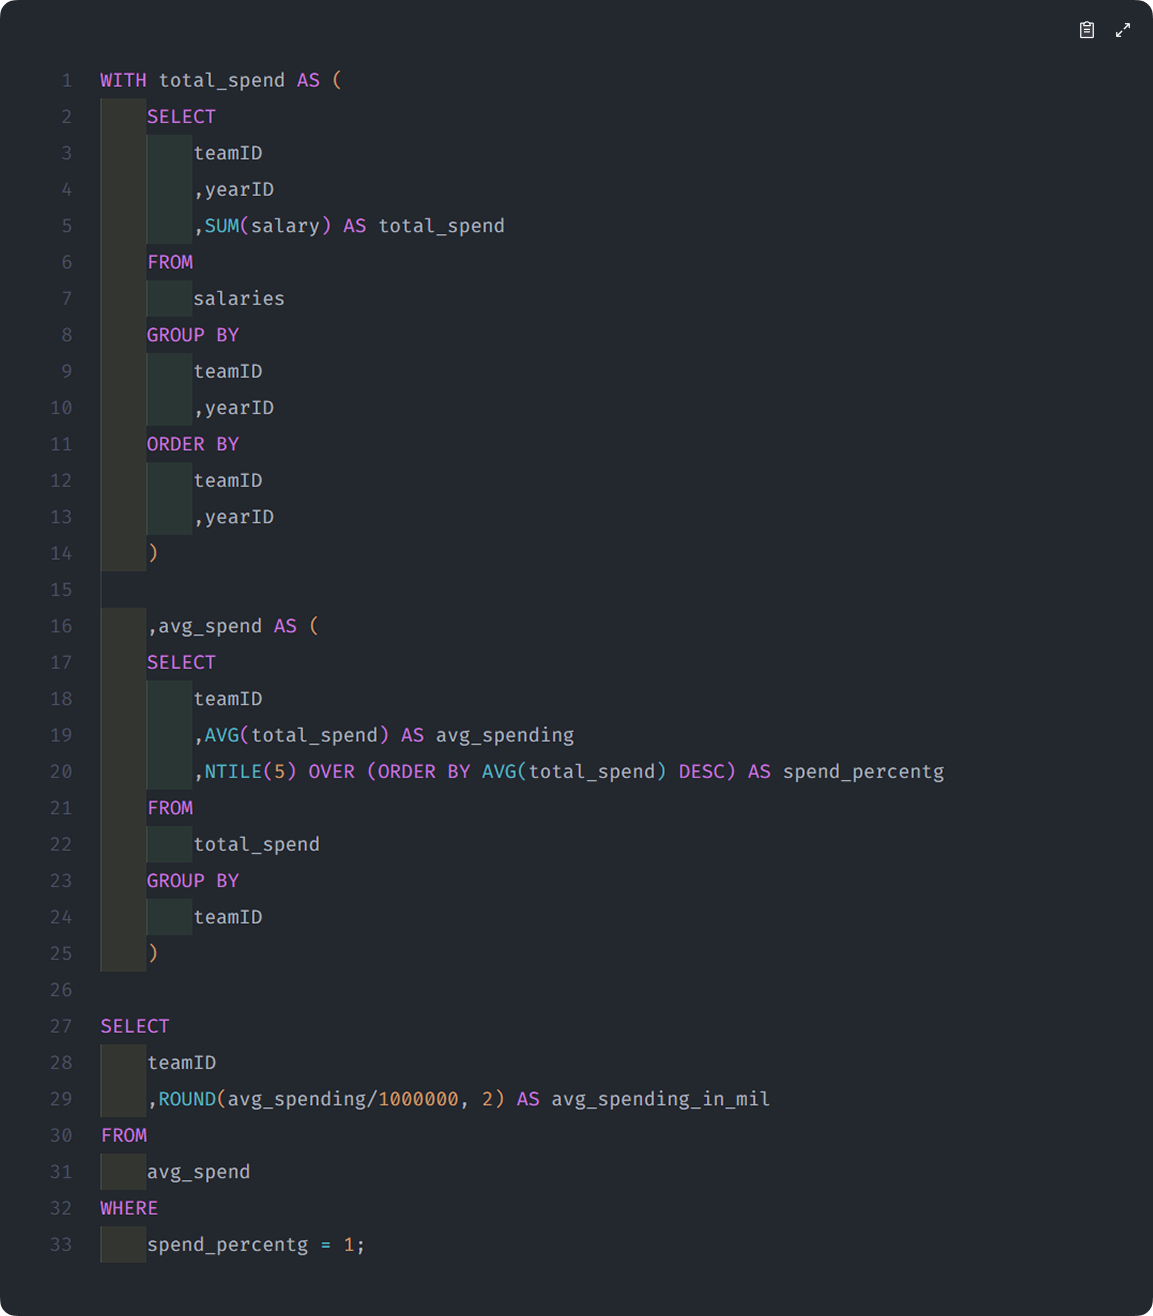 1 WITH total_spend AS (
2 SELECT
3 teamID
4 ,yearID
5 ,SUM(salary) AS total_spend
6 FROM
7 salaries
8 GROUP BY
9 teamID
10 ,yearID
11 ORDER BY
12 teamID
13 ,yearID
14 )
15
16 ,avg_spend AS (
17 SELECT
18 teamID
19 ,AVG(total_spend) AS avg_spending
20 ,NTILE(5) OVER (ORDER BY AVG(total_spend) DESC) AS spend_percentg
21 FROM
22 total_spend
23 GROUP BY
24 teamID
25 )
26
27 SELECT
28 teamID
29 ,ROUND(avg_spending/1000000, 2) AS avg_spending_in_mil
30 FROM
31 avg_spend
32 WHERE
33 spend_percentg = 1;